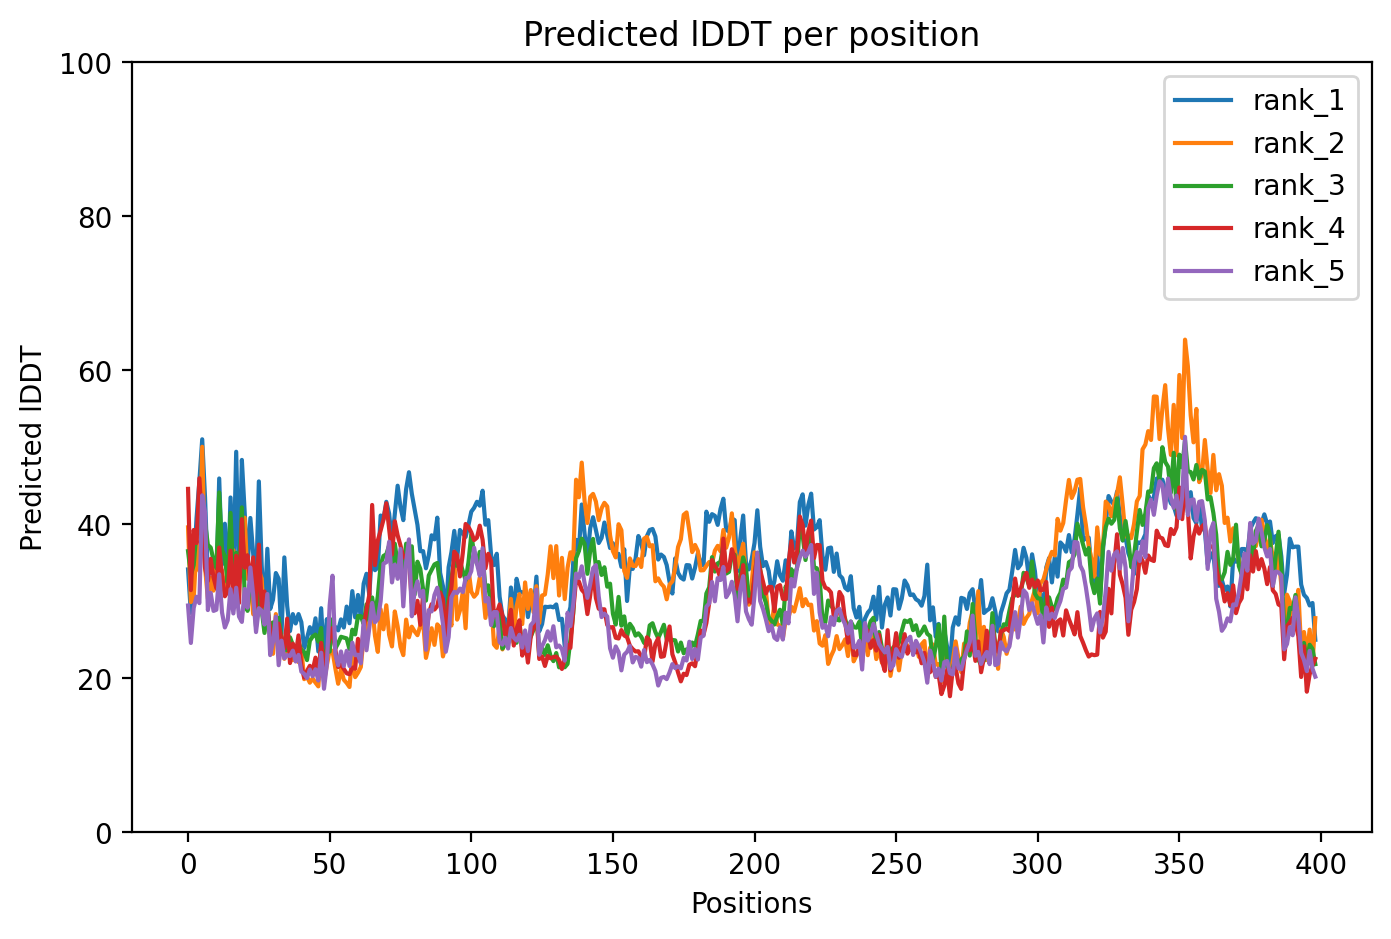 Predicted lDDT per position
100
80
60
40
20
0
Predicted lDDT
0 50 100 150 200 250 300 350 400
Positions
rank_1
rank_2
rank_3
rank_4
rank_5